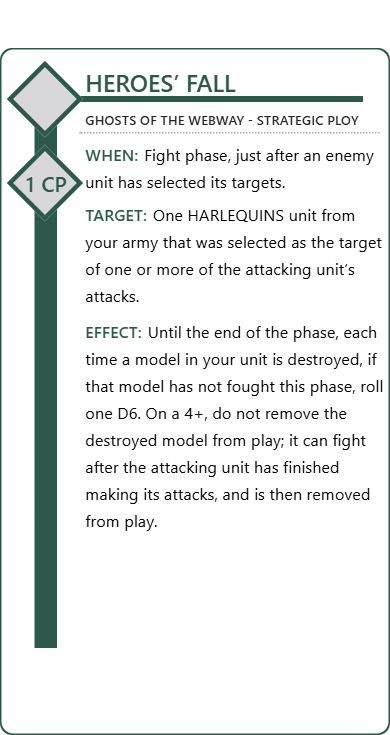 HEROES’ FALL
GHOSTS OF THE WEBWAY - STRATEGIC PLOY
WHEN: Fight phase, just after an enemy
1 CP
unit has selected its targets.
TARGET: One HARLEQUINS unit from
your army that was selected as the target
of one or more of the attacking unit’s
attacks.
EFFECT: Until the end of the phase, each
time a model in your unit is destroyed, if
that model has not fought this phase, roll
one D6. On a 4+, do not remove the
destroyed model from play; it can fight
after the attacking unit has finished
making its attacks, and is then removed
from play.